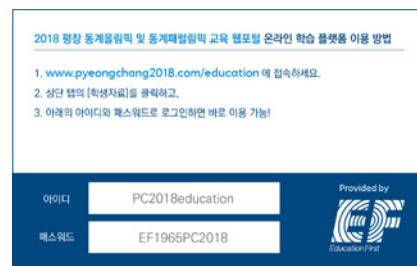 2018 평창 동계올림픽 및 동계패럴림픽 교육 웹포털 온라인 학습 플랫폼 이용 방법
1. www.pyeongchang2018.com/education 에 접속하세요.
2. 상단 탭의 [학생자료]를 클릭하고,
3. 아래의 아이디와 패스워드로 로그인하면 바로 이용 가능!
아이디 PC2018education
패스워드 EF1965PC2018
Provided by
EF
Education First